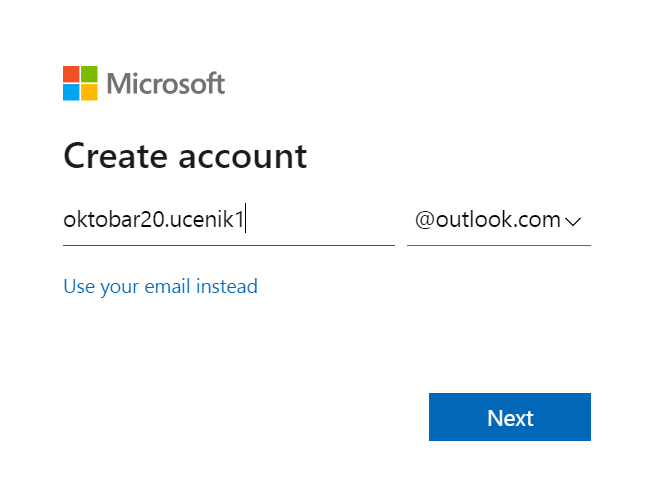 Microsoft
Create account
oktobar20.ucenik1 @outlook.com
Use your email instead
Next